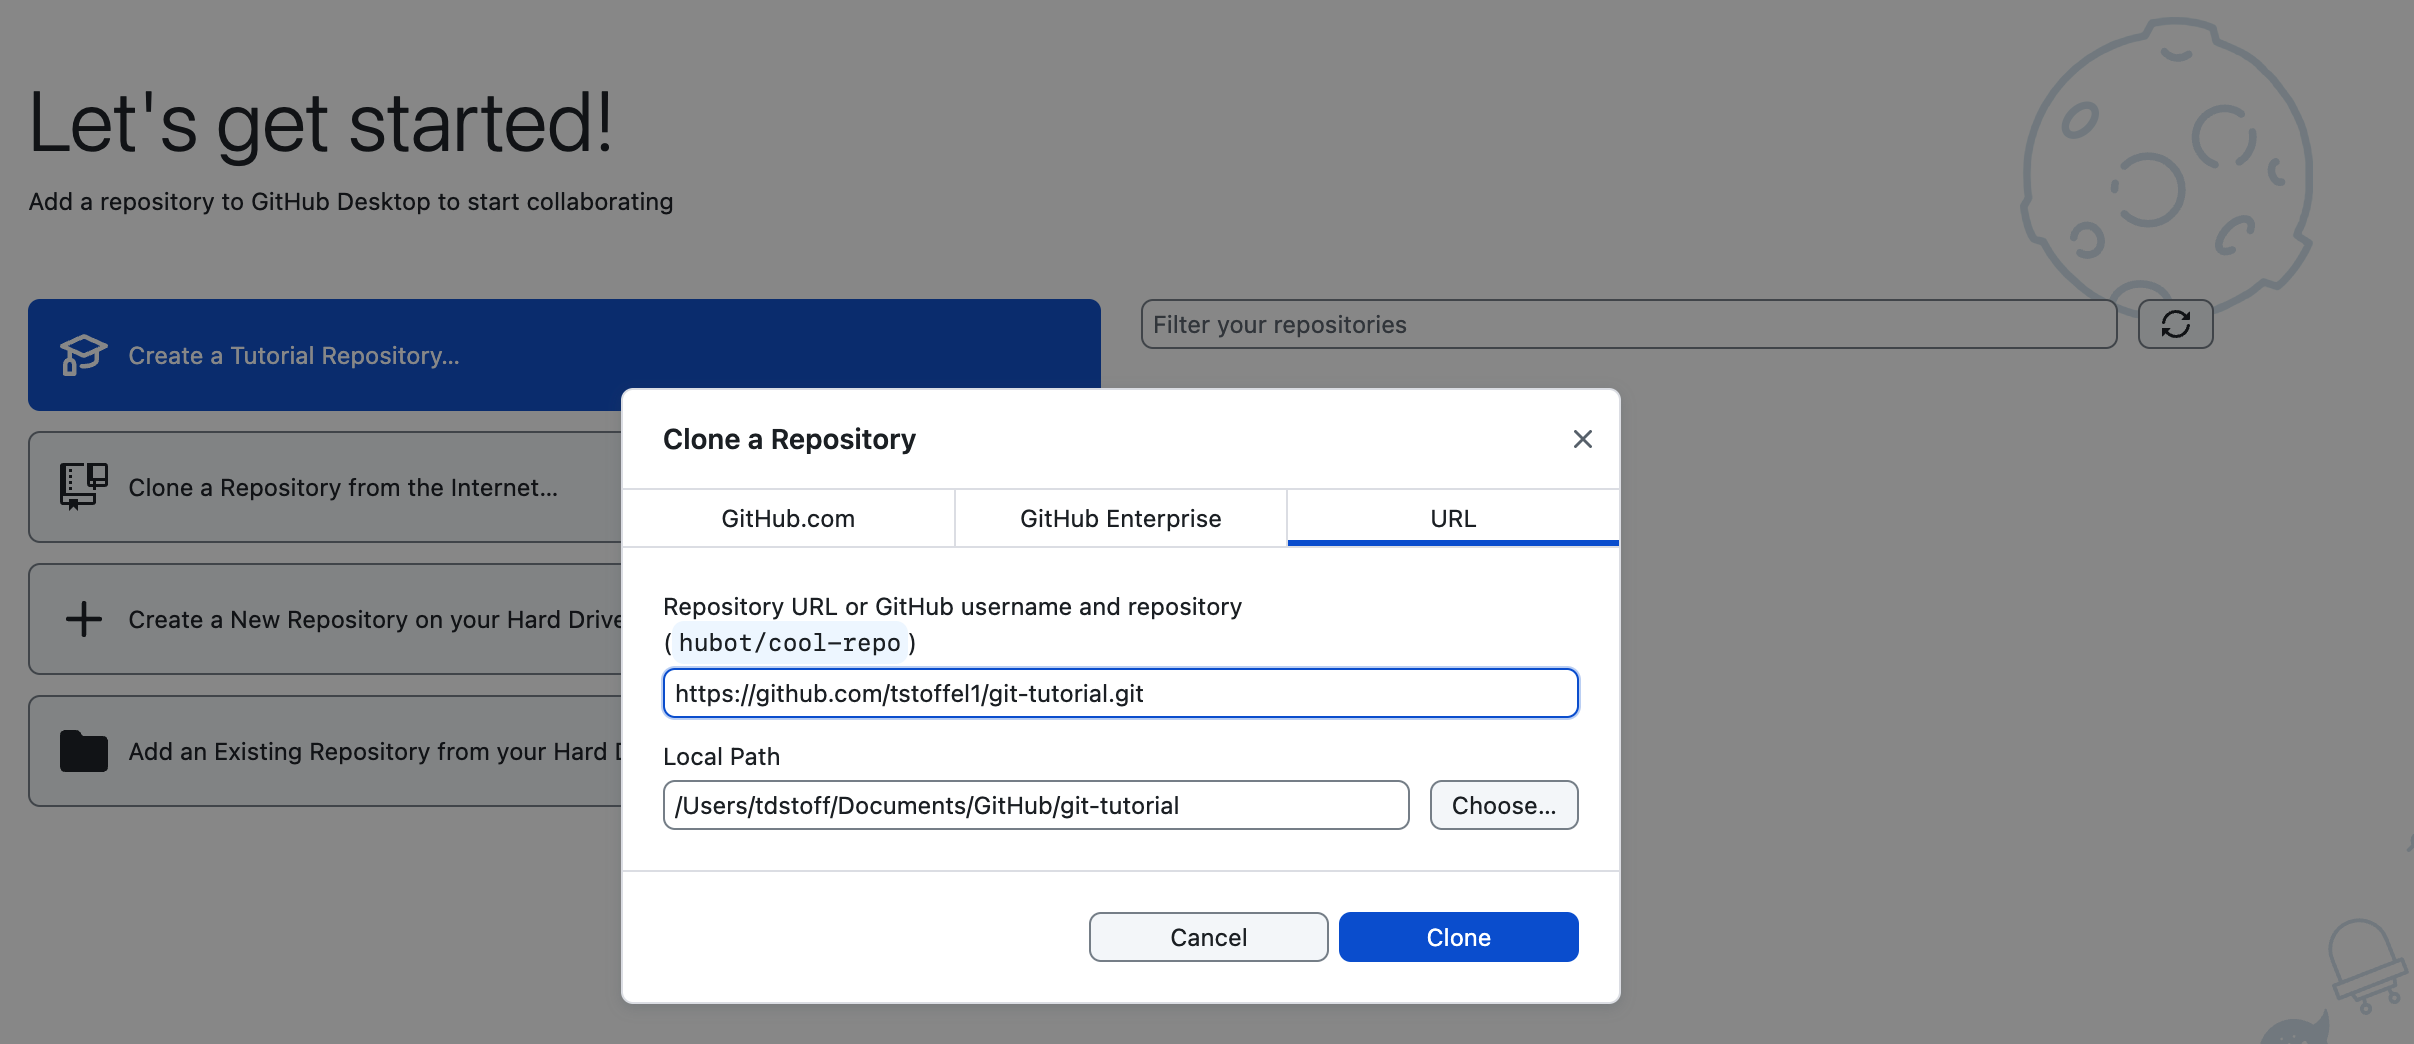 Let's get started!
Add a repository to GitHub Desktop to start collaborating
Create a Tutorial Repository...
Filter your repositories
Clone a Repository from the Internet...
Create a New Repository on your Hard Drive
Add an Existing Repository from your Hard
Clone a Repository
GitHub.com
GitHub Enterprise
URL
Repository URL or GitHub username and repository
(hubot/cool-repo)
https://github.com/tstoffel1/git-tutorial.git
Local Path
/Users/tdstoff/Documents/GitHub/git-tutorial
Choose...
Cancel
Clone